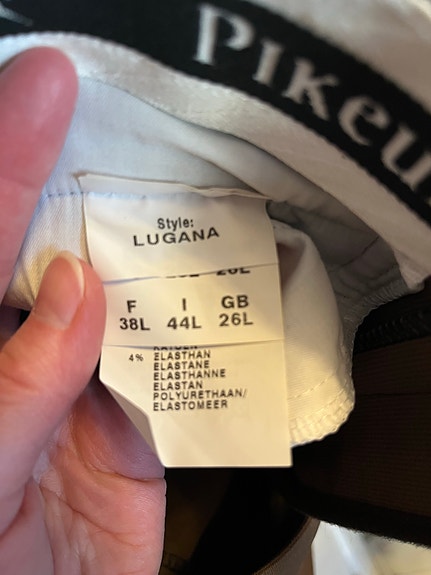 Pikeu
Style:
LUGANA
F I GB
38L 44L 26L
4% ELASTHAN
ELASTANE
ELASTHANNE
ELASTAN
POLYURETHAAN/
ELASTOMEER